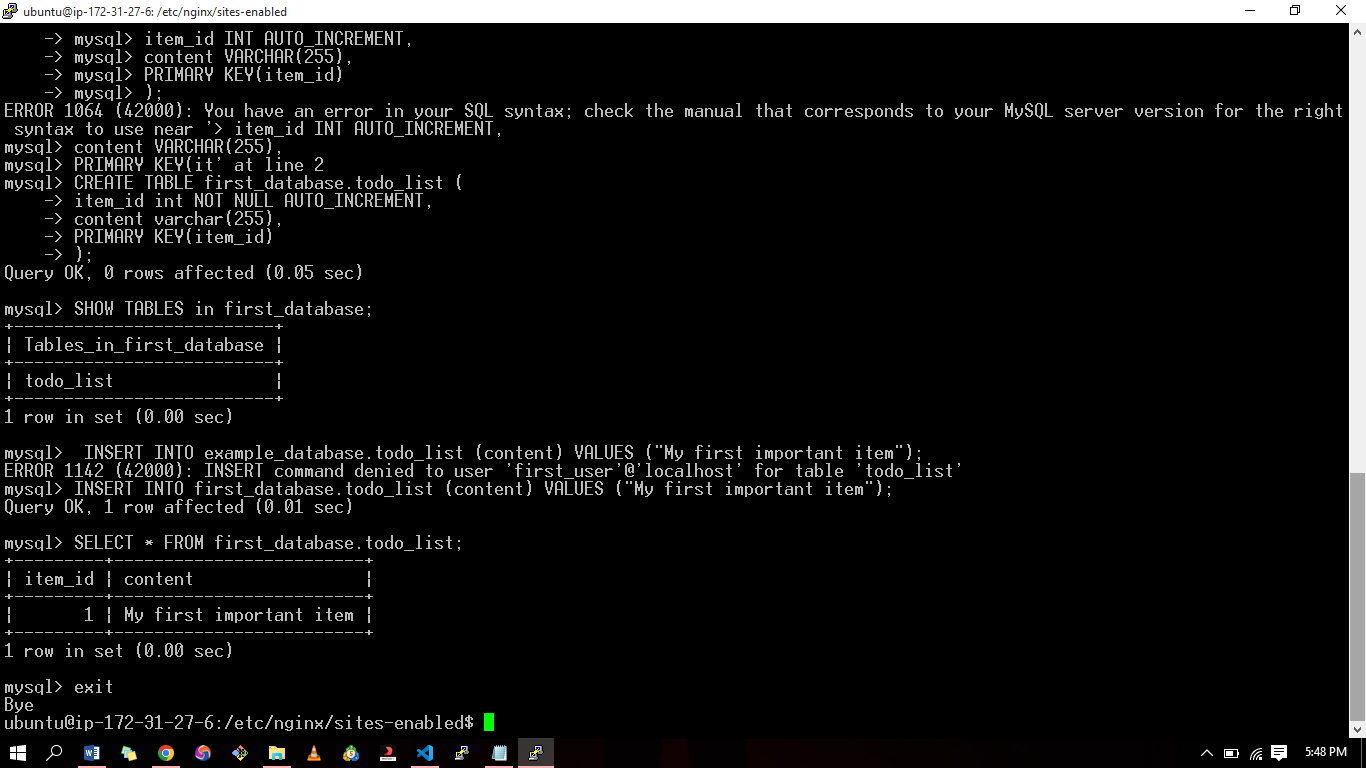 ubuntu@ip-172-31-27-6: /etc/nginx/sites-enabled
    -> mysql> item_id INT AUTO_INCREMENT,
    -> mysql> content VARCHAR(255),
    -> mysql> PRIMARY KEY(item_id)
    -> mysql> );
ERROR 1064 (42000): You have an error in your SQL syntax; check the manual that corresponds to your MySQL server version for the right
 syntax to use near '> item_id INT AUTO_INCREMENT,
mysql> content VARCHAR(255),
mysql> PRIMARY KEY(it' at line 2
mysql> CREATE TABLE first_database.todo_list (
    -> item_id int NOT NULL AUTO_INCREMENT,
    -> content varchar(255),
    -> PRIMARY KEY(item_id)
    -> );
Query OK, 0 rows affected (0.05 sec)
mysql> SHOW TABLES in first_database;
+--------------------------+
| Tables_in_first_database |
+--------------------------+
| todo_list                |
+--------------------------+
1 row in set (0.00 sec)
mysql>  INSERT INTO example_database.todo_list (content) VALUES ("My first important item");
ERROR 1142 (42000): INSERT command denied to user 'first_user'@'localhost' for table 'todo_list'
mysql> INSERT INTO first_database.todo_list (content) VALUES ("My first important item");
Query OK, 1 row affected (0.01 sec)
mysql> SELECT * FROM first_database.todo_list;
+---------+-------------------------+
| item_id | content                 |
+---------+-------------------------+
|       1 | My first important item |
+---------+-------------------------+
1 row in set (0.00 sec)
mysql> exit
Bye
ubuntu@ip-172-31-27-6:/etc/nginx/sites-enabled$
5:48 PM